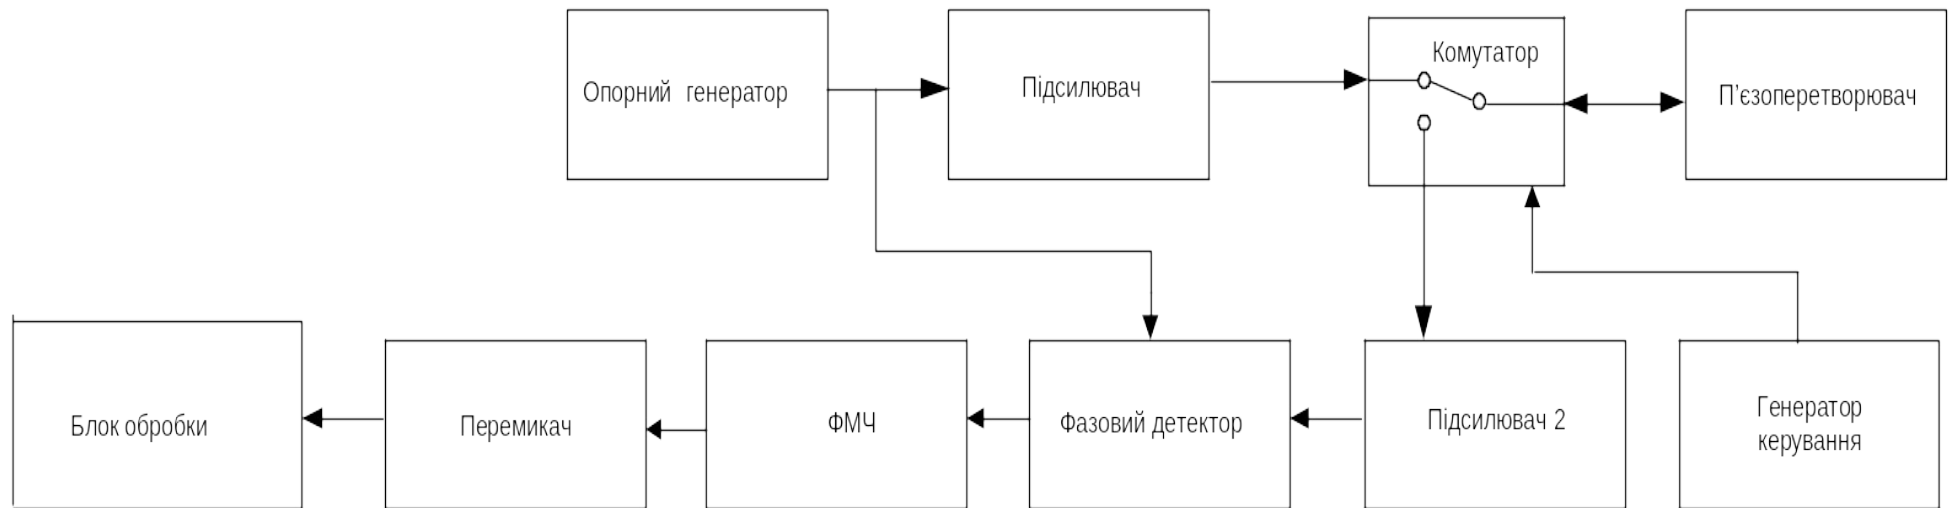 Опорний генератор
Підсилювач
Комутатор
П'єзоперетворювач
Блок обробки
Перемикач
ФМЧ
Фазовий детектор
Підсилювач 2
Генератор
керування